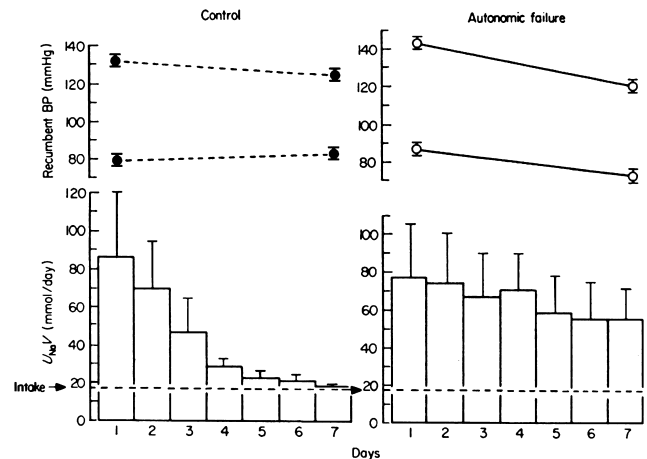 Control
Autonomic failure
Recumbent BP (mmHg)
140
120
100
80
140
120
100
80
U Na V (mmol/day)
120
100
80
60
40
20
0
100
80
60
40
20
0
Intake
1 2 3 4 5 6 7
1 2 3 4 5 6 7
Days